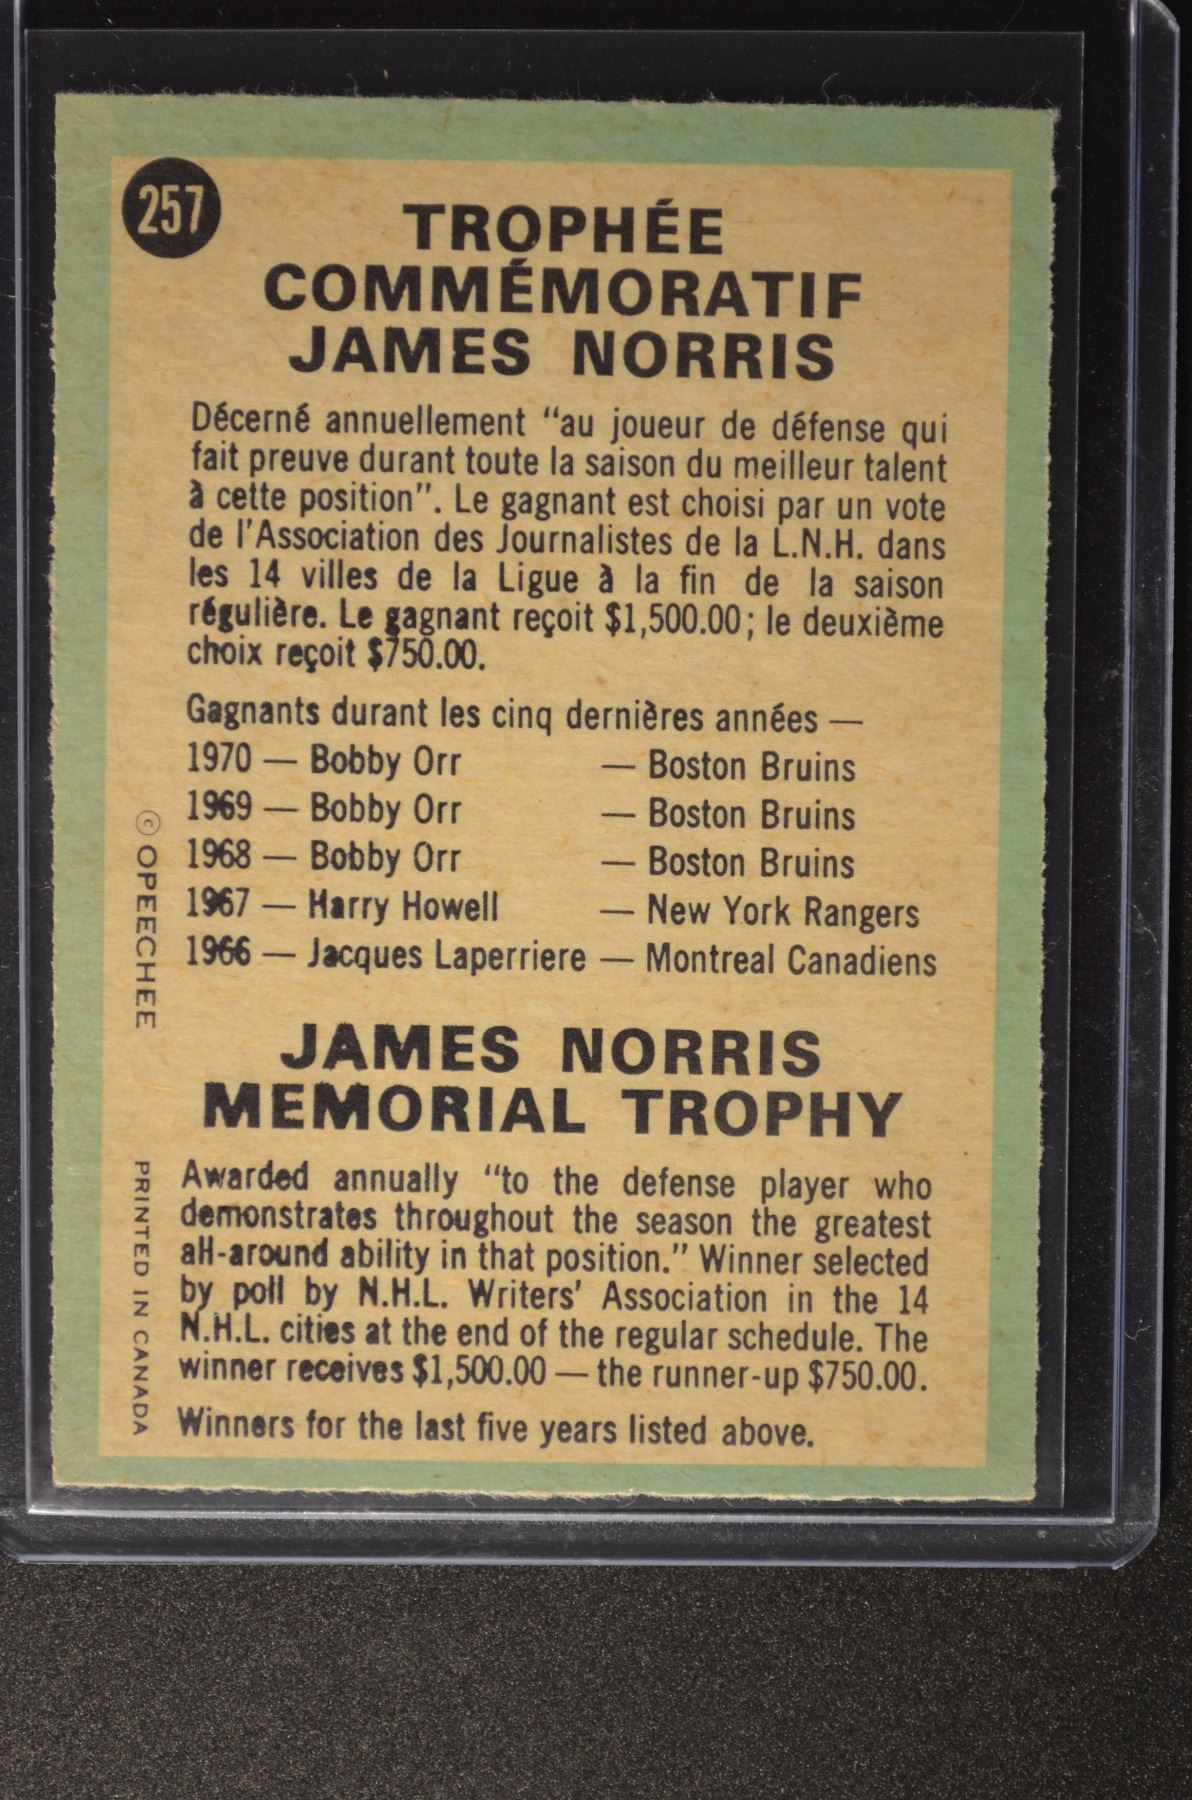 257
TROPHÉE
COMMÉMORATIF
JAMES NORRIS
Décerné annuellement "au joueur de défense qui
fait preuve durant toute la saison du meilleur talent
à cette position". Le gagnant est choisi par un vote
de l'Association des Journalistes de la L.N.H. dans
les 14 villes de la Ligue à la fin de la saison
régulière. Le gagnant reçoit $1,500.00; le deuxième
choix reçoit $750.00.
Gagnants durant les cinq dernières années —
1970 — Bobby Orr — Boston Bruins
1969 — Bobby Orr — Boston Bruins
1968 — Bobby Orr — Boston Bruins
1967 — Harry Howell — New York Rangers
1966 — Jacques Laperriere — Montreal Canadiens
JAMES NORRIS
MEMORIAL TROPHY
Awarded annually "to the defense player who
demonstrates throughout the season the greatest
all-around ability in that position." Winner selected
by poll by N.H.L. Writers' Association in the 14
N.H.L. cities at the end of the regular schedule. The
winner receives $1,500.00 — the runner-up $750.00.
Winners for the last five years listed above.
© OPEECHEE
PRINTED IN CANADA